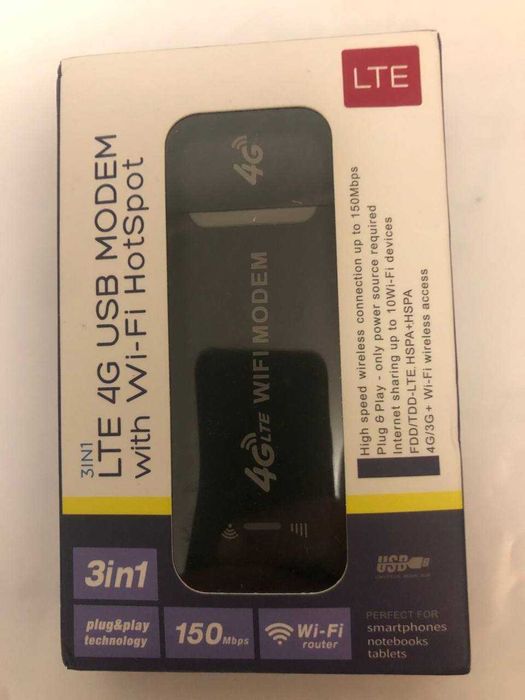 LTE
3IN1
LTE 4G USB MODEM
with Wi-Fi HotSpot
4G
4GLTE WIFI MODEM
High speed wireless connection up to 150Mbps
Plug & Play - only power source required
Internet sharing up to 10Wi-Fi devices
FDD/TDD-LTE.HSPA+HSPA
4G/3G+ Wi-Fi wireless access
3in1
plug&play
technology
150Mbps
Wi-Fi
router
USB
PERFECT FOR
smartphones
notebooks
tablets